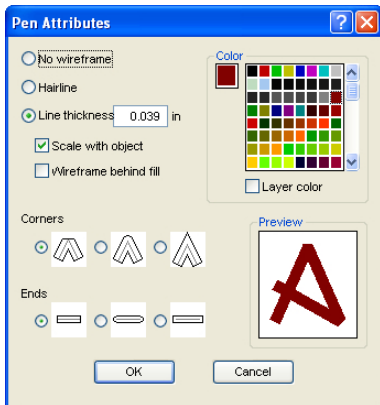 Pen Attributes
No wireframe
Hairline
Line thickness 0.039 in
Scale with object
Wireframe behind fill
Color
Layer color
Corners
Ends
Preview
OK
Cancel